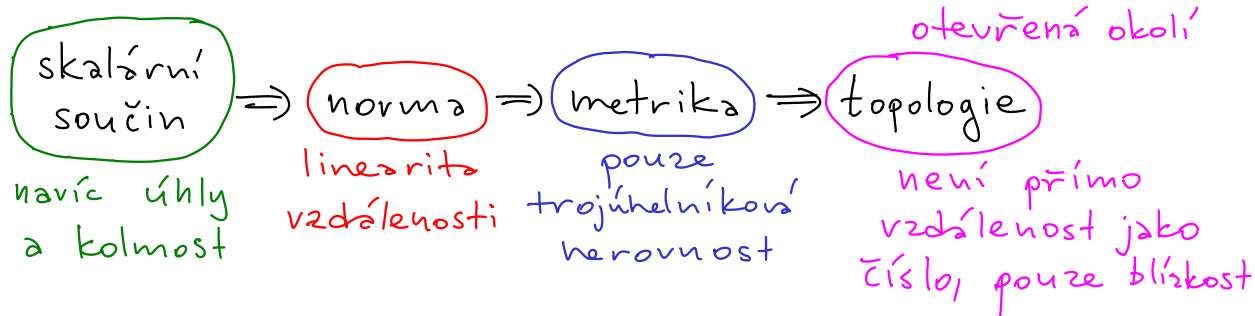 otevřená okolí
skalární
součin ⇒ norma ⇒ metrika ⇒ topologie
navíc úhly
a kolmost
linearita
vzdálenosti
pouze
trojúhelníková
nerovnost
není přímo
vzdálenost jako
číslo, pouze blízkost